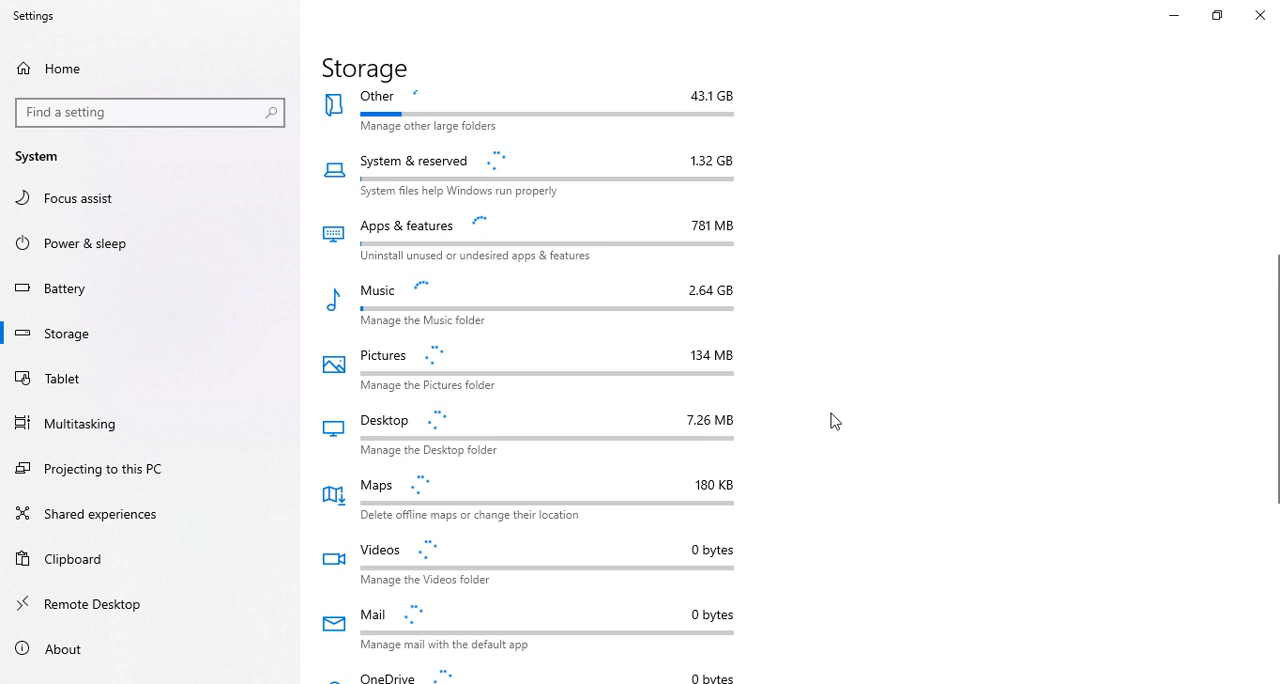 Settings
Home
Find a setting
System
Focus assist
Power & sleep
Battery
Storage
Tablet
Multitasking
Projecting to this PC
Shared experiences
Clipboard
Remote Desktop
About
Storage
Other 43.1 GB
Manage other large folders
System & reserved 1.32 GB
System files help Windows run properly
Apps & features 781 MB
Uninstall unused or undesired apps & features
Music 2.64 GB
Manage the Music folder
Pictures 134 MB
Manage the Pictures folder
Desktop 7.26 MB
Manage the Desktop folder
Maps 180 KB
Delete offline maps or change their location
Videos 0 bytes
Manage the Videos folder
Mail 0 bytes
Manage mail with the default app
OneDrive 0 bytes